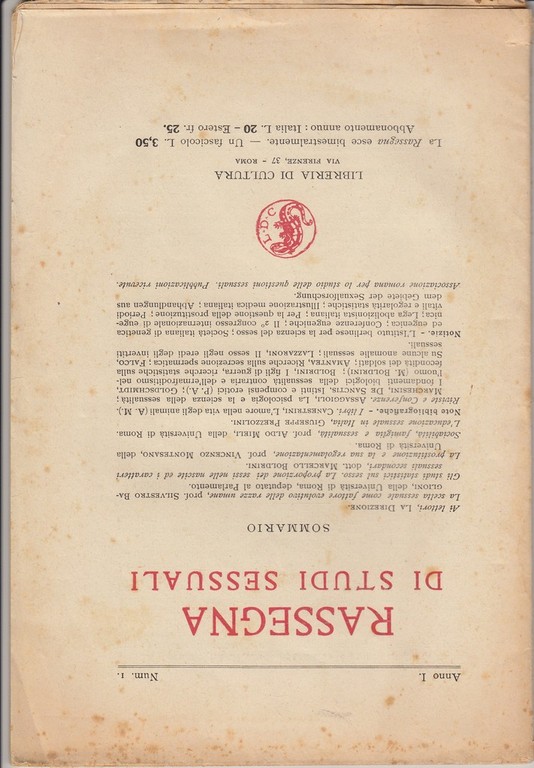 Anno I.
Num. 1.
RASSEGNA
DI STUDI SESSUALI
SOMMARIO
Ai lettori, LA DIREZIONE.
La scelta sessuale come fattore evolutivo delle razze umane, prof. SILVESTRO BA-
GLIONI, della Università di Roma, deputato al Parlamento.
Gli studi statistici sul sesso. La proporzione dei sessi nelle nascite ed i caratteri
sessuali secondari, dott. MARCELLO BOLDRINI.
La prostituzione e la sua regolamentazione, prof. VINCENZO MONTESANO, della
Università di Roma.
Sociabilità, famiglia e sessualità, prof. ALDO MIELI, della Università di Roma.
L'educazione sessuale in Italia, GIUSEPPE PREZZOLINI.
Note bibliografiche. - I libri. CANESTRINI, L'amore nella vita degli animali (A. M.).
Riviste e Conferenze. ASSAGIOLI, La psicologia e la scienza della sessualità;
MARCHESINI, DE SANCTIS, Istinti e compensi erotici (P. A.); GOLDSCHMIDT,
I fondamenti biologici della sessualità contraria e dell'ermafroditismo nel-
l'uomo (M. BOLDRINI); BOLDRINI, I figli di guerra, ricerche statistiche sulla
fecondità dei soldati; AMANTEA, Ricerche sulla secrezione spermatica; FALCO,
Su alcune anomalie sessuali; LAZZARONI, Il sesso negli eredi degli invertiti
sessuali.
Notizie. - L'Istituto berlinese per la scienza del sesso; Società italiana di genetica
ed eugenica; Conferenze eugeniche; Il 2° congresso internazionale di euge-
nica; Lega abolizionista italiana; Per la questione della prostituzione; Periodi
vitali e regolarità statistiche; Illustrazione medica italiana; Abhandlungen aus
dem Gebiete der Sexualforschung.
Associazione romana per lo studio delle questioni sessuali. Pubblicazioni ricevute.
L·D·C
LIBRERIA DI CULTURA
VIA FIRENZE, 37 - ROMA
La Rassegna esce bimestralmente. — Un fascicolo L. 3,50
Abbonamento annuo: Italia L. 20 - Estero fr. 25.